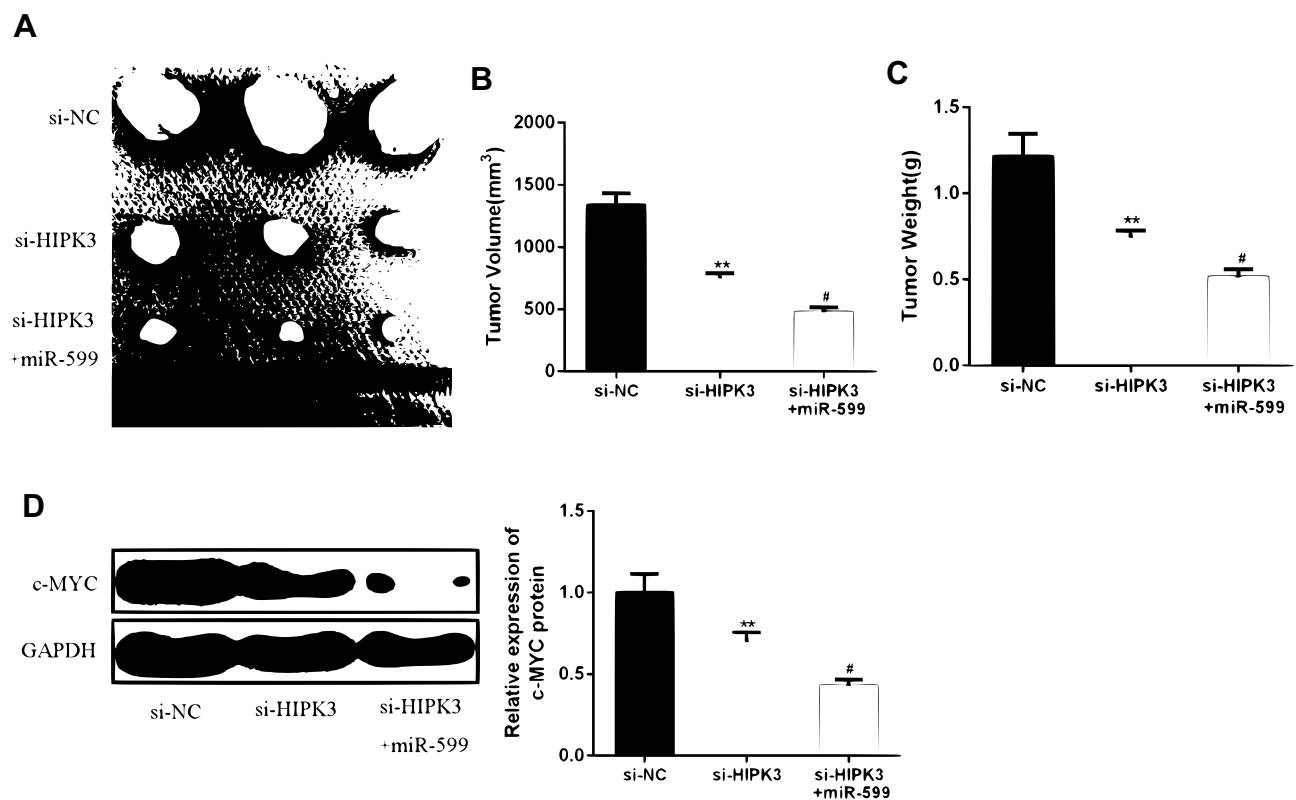 A
si-NC
si-HIPK3
si-HIPK3
+miR-599
B
Tumor Volume(mm³)
2000
1500
1000
500
0
**
#
si-NC
si-HIPK3
si-HIPK3
+miR-599
C
Tumor Weight(g)
1.5
1.0
0.5
0.0
**
#
si-NC
si-HIPK3
si-HIPK3
+miR-599
D
c-MYC
GAPDH
si-NC
si-HIPK3
si-HIPK3
+miR-599
Relative expression of
c-MYC protein
1.5
1.0
0.5
0.0
**
#
si-NC
si-HIPK3
si-HIPK3
+miR-599